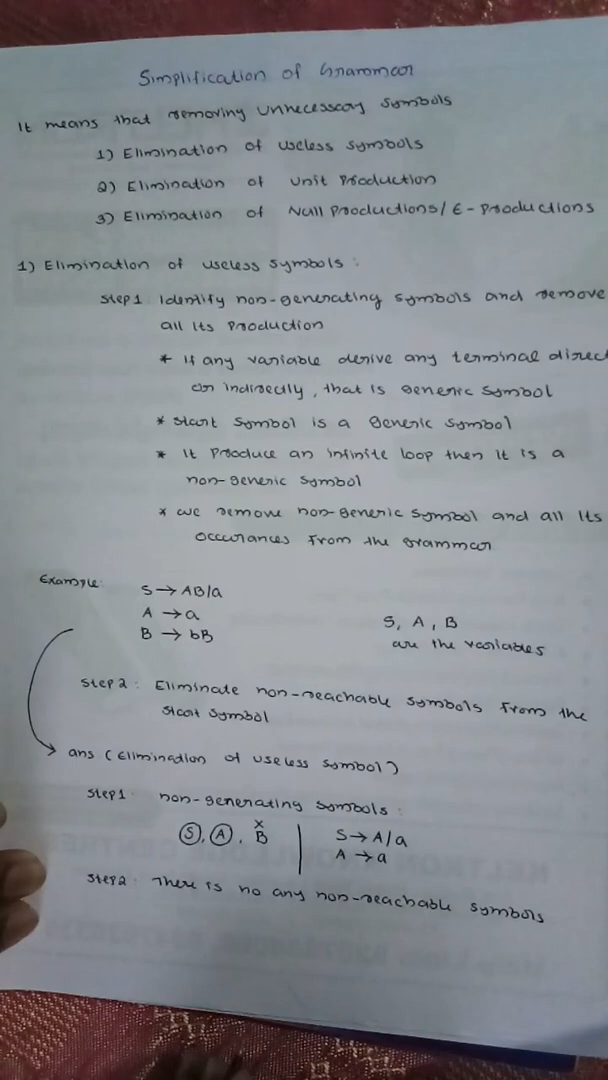 Simplification of Grammar
It means that removing unnecessary symbols
1) Elimination of useless symbols
2) Elimination of Unit Production
3) Elimination of Null Productions / ε - Productions
1) Elimination of useless symbols :
Step 1 Identify non-generating symbols and remove
all its production
* If any variable derive any terminal direc
or indirectly, that is generic symbol
* Start symbol is a generic symbol
* It produce an infinite loop then it is a
non-generic symbol
* we remove non-generic symbol and all its
occurances from the grammar
Example: S → AB/a
A → a
B → bB
S, A, B
are the variables
Step 2 : Eliminate non-reachable symbols from the
start symbol
ans (Elimination of useless symbol)
Step 1 non-generating symbols :
S, A, B
x
S → A/a
A → a
Step 2 : There is no any non-reachable symbols